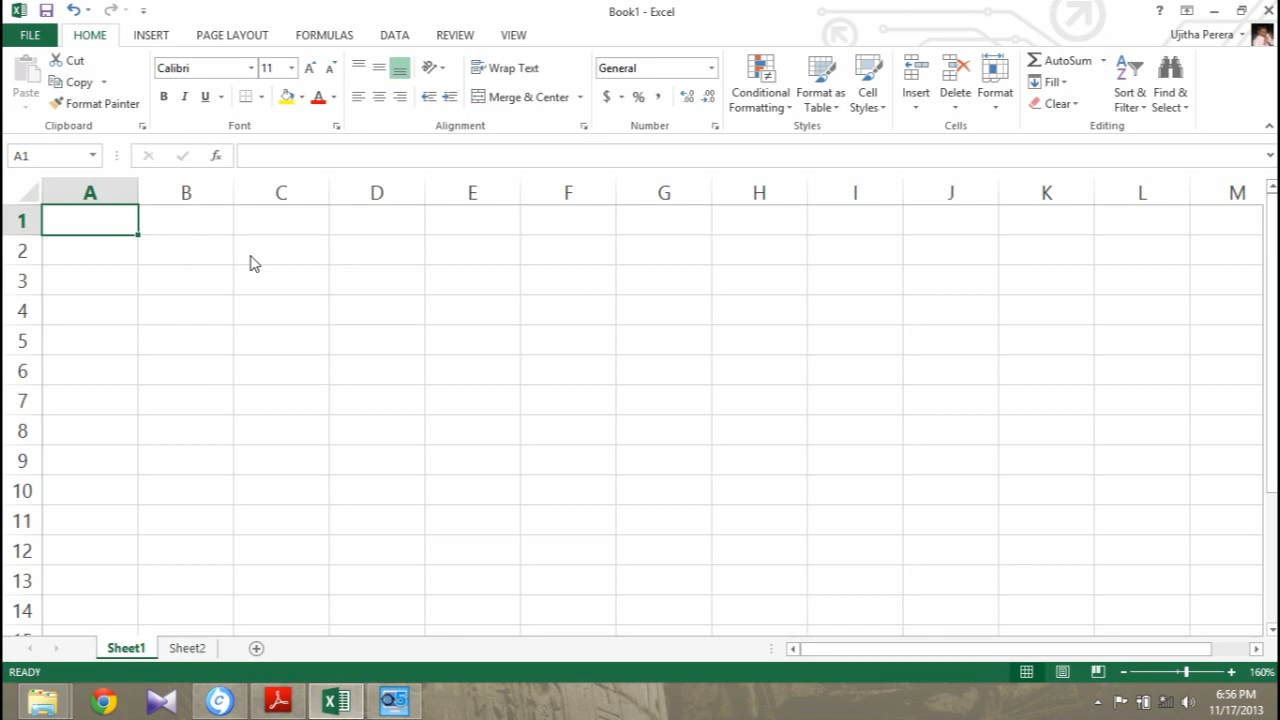 Book1 - Excel
?
FILE HOME INSERT PAGE LAYOUT FORMULAS DATA REVIEW VIEW Ujitha Perera
Paste
Cut
Copy
Format Painter
Clipboard
Calibri 11
B I U
Font
Wrap Text
Merge & Center
Alignment
General
$ % ,
Number
Conditional Formatting
Format as Table
Cell Styles
Styles
Insert Delete Format
Cells
AutoSum
Fill
Clear
Sort & Filter
Find & Select
Editing
A1 fx
A B C D E F G H I J K L M
1
2
3
4
5
6
7
8
9
10
11
12
13
14
Sheet1 Sheet2
READY 160%
6:56 PM
11/17/2013